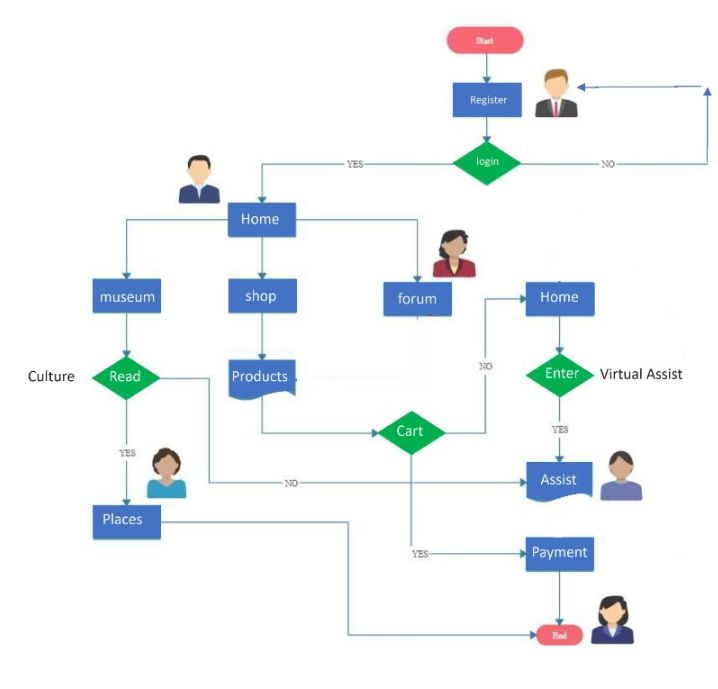 Start
Register
login
YES
NO
Home
museum
shop
forum
Home
Culture
Read
Products
NO
Enter
Virtual Assist
YES
Cart
YES
NO
Assist
Places
YES
Payment
End